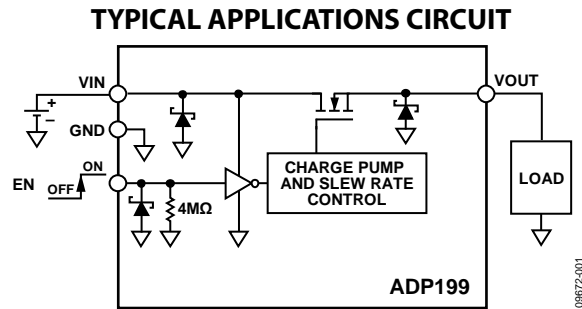 TYPICAL APPLICATIONS CIRCUIT
VIN
VOUT
+
–
GND
EN
OFF
ON
4MΩ
CHARGE PUMP
AND SLEW RATE
CONTROL
LOAD
ADP199
09672-001